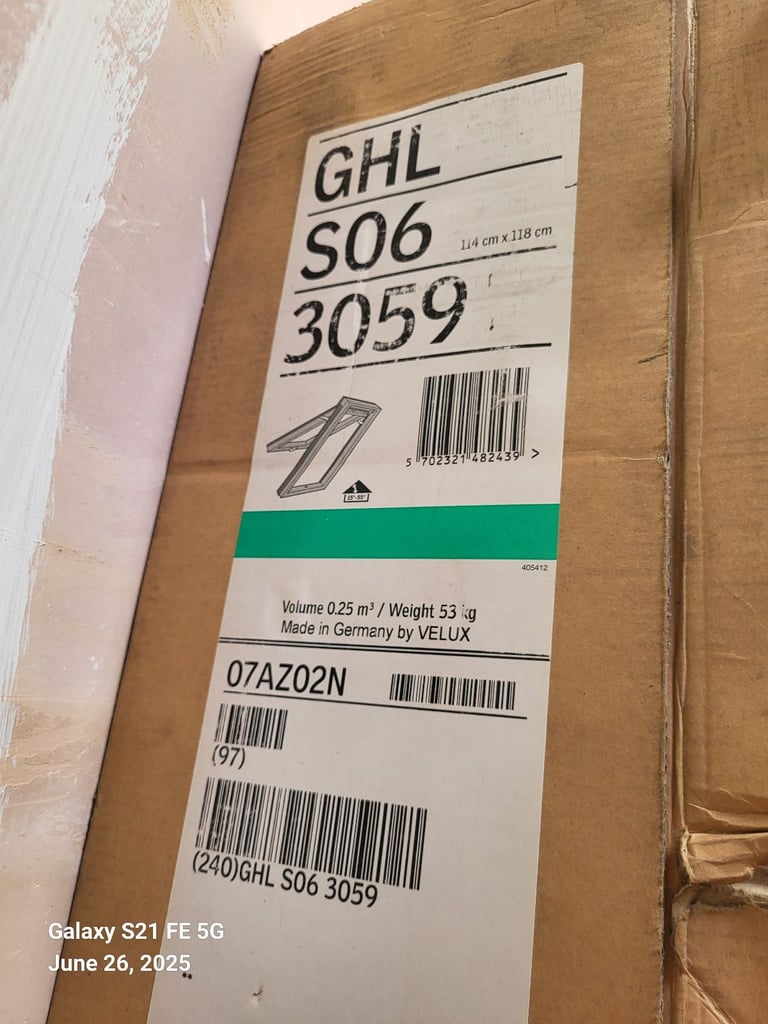 GHL
S06 114 cm x 118 cm
3059
5 702321 482439 >
15°-55°
405412
Volume 0.25 m³ / Weight 53 kg
Made in Germany by VELUX
07AZ02N
(97)
(240)GHL S06 3059
**
Galaxy S21 FE 5G
June 26, 2025